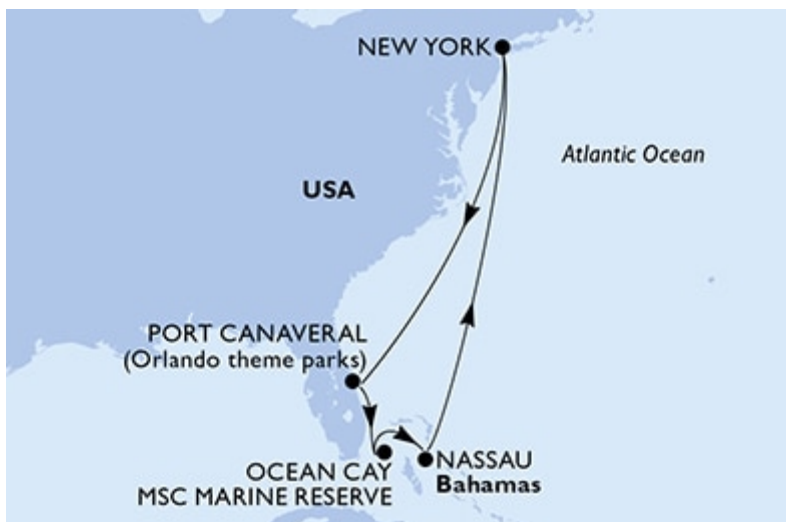 NEW YORK
Atlantic Ocean
USA
PORT CANAVERAL
(Orlando theme parks)
OCEAN CAY
MSC MARINE RESERVE
NASSAU
Bahamas